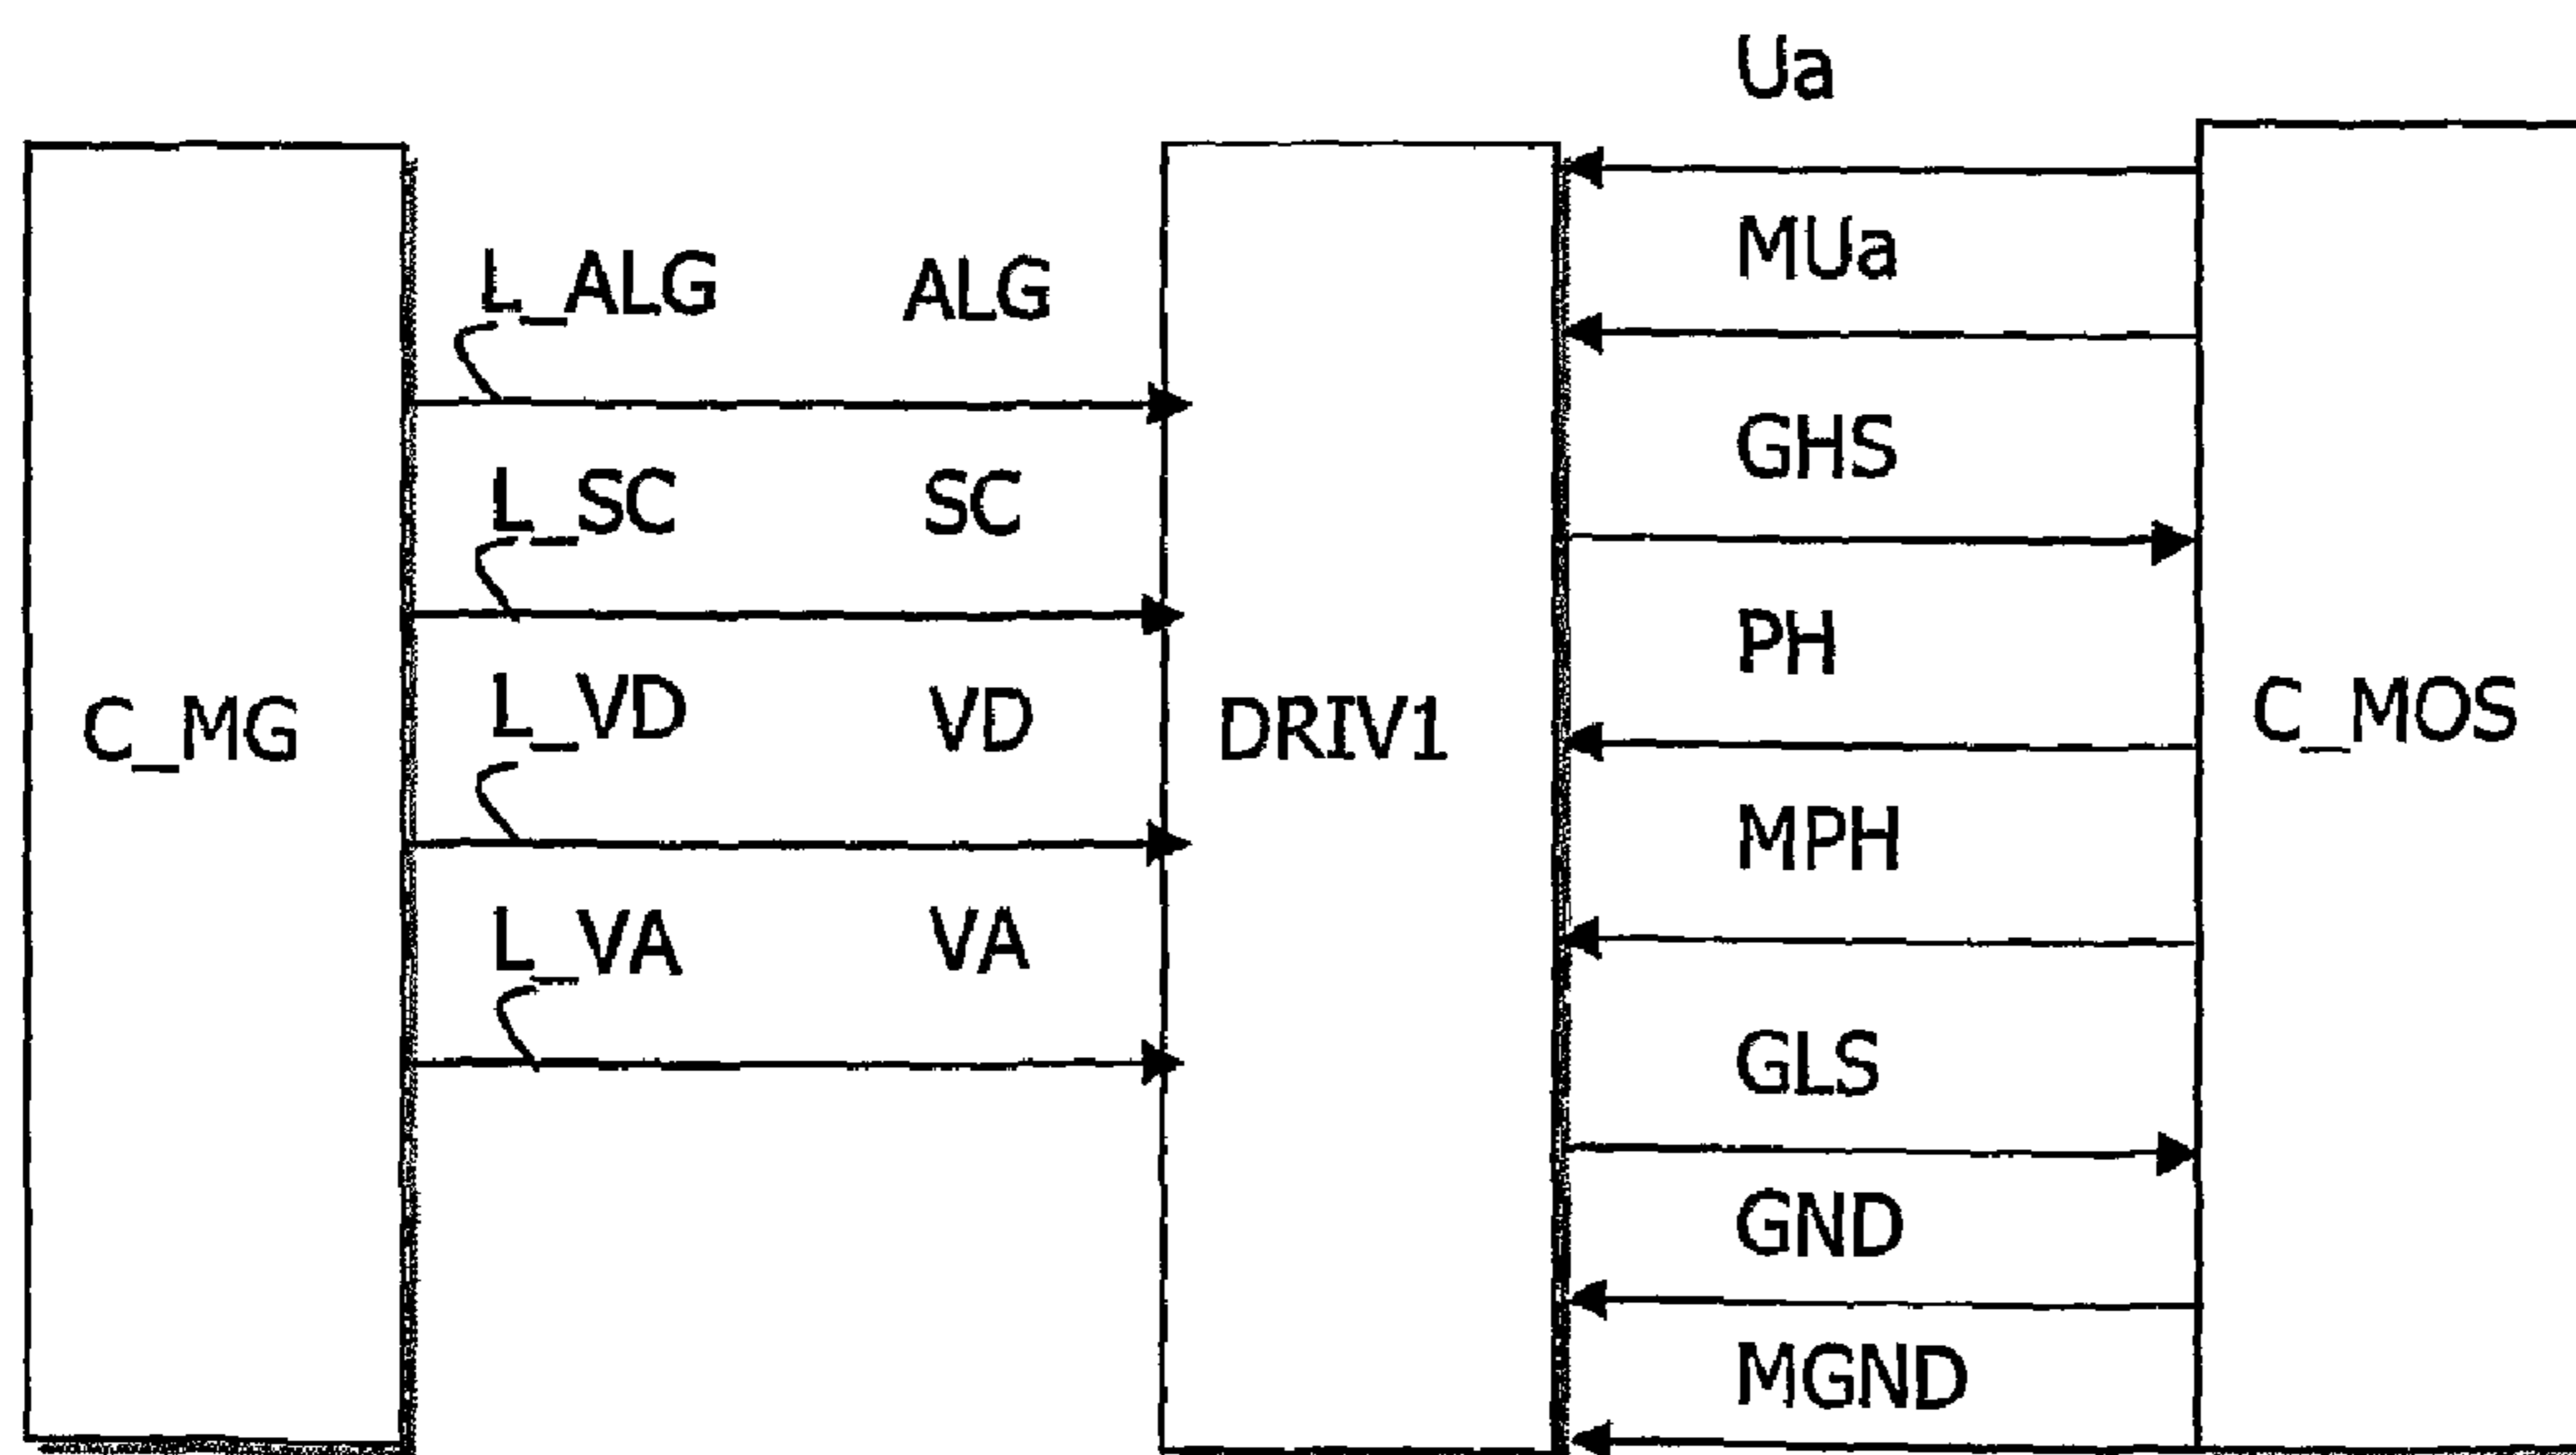 Ua
MUa
L_ALG ALG
GHS
L_SC SC
PH
L_VD VD
C_MG DRIV1 C_MOS
MPH
L_VA VA
GLS
GND
MGND